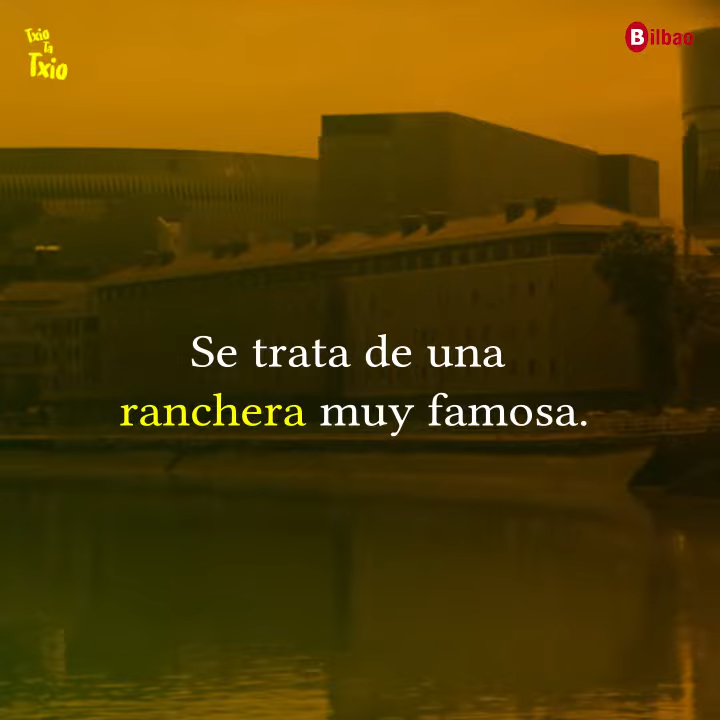 Txio
Ta
Txio
Bilbao
Se trata de una
ranchera muy famosa.